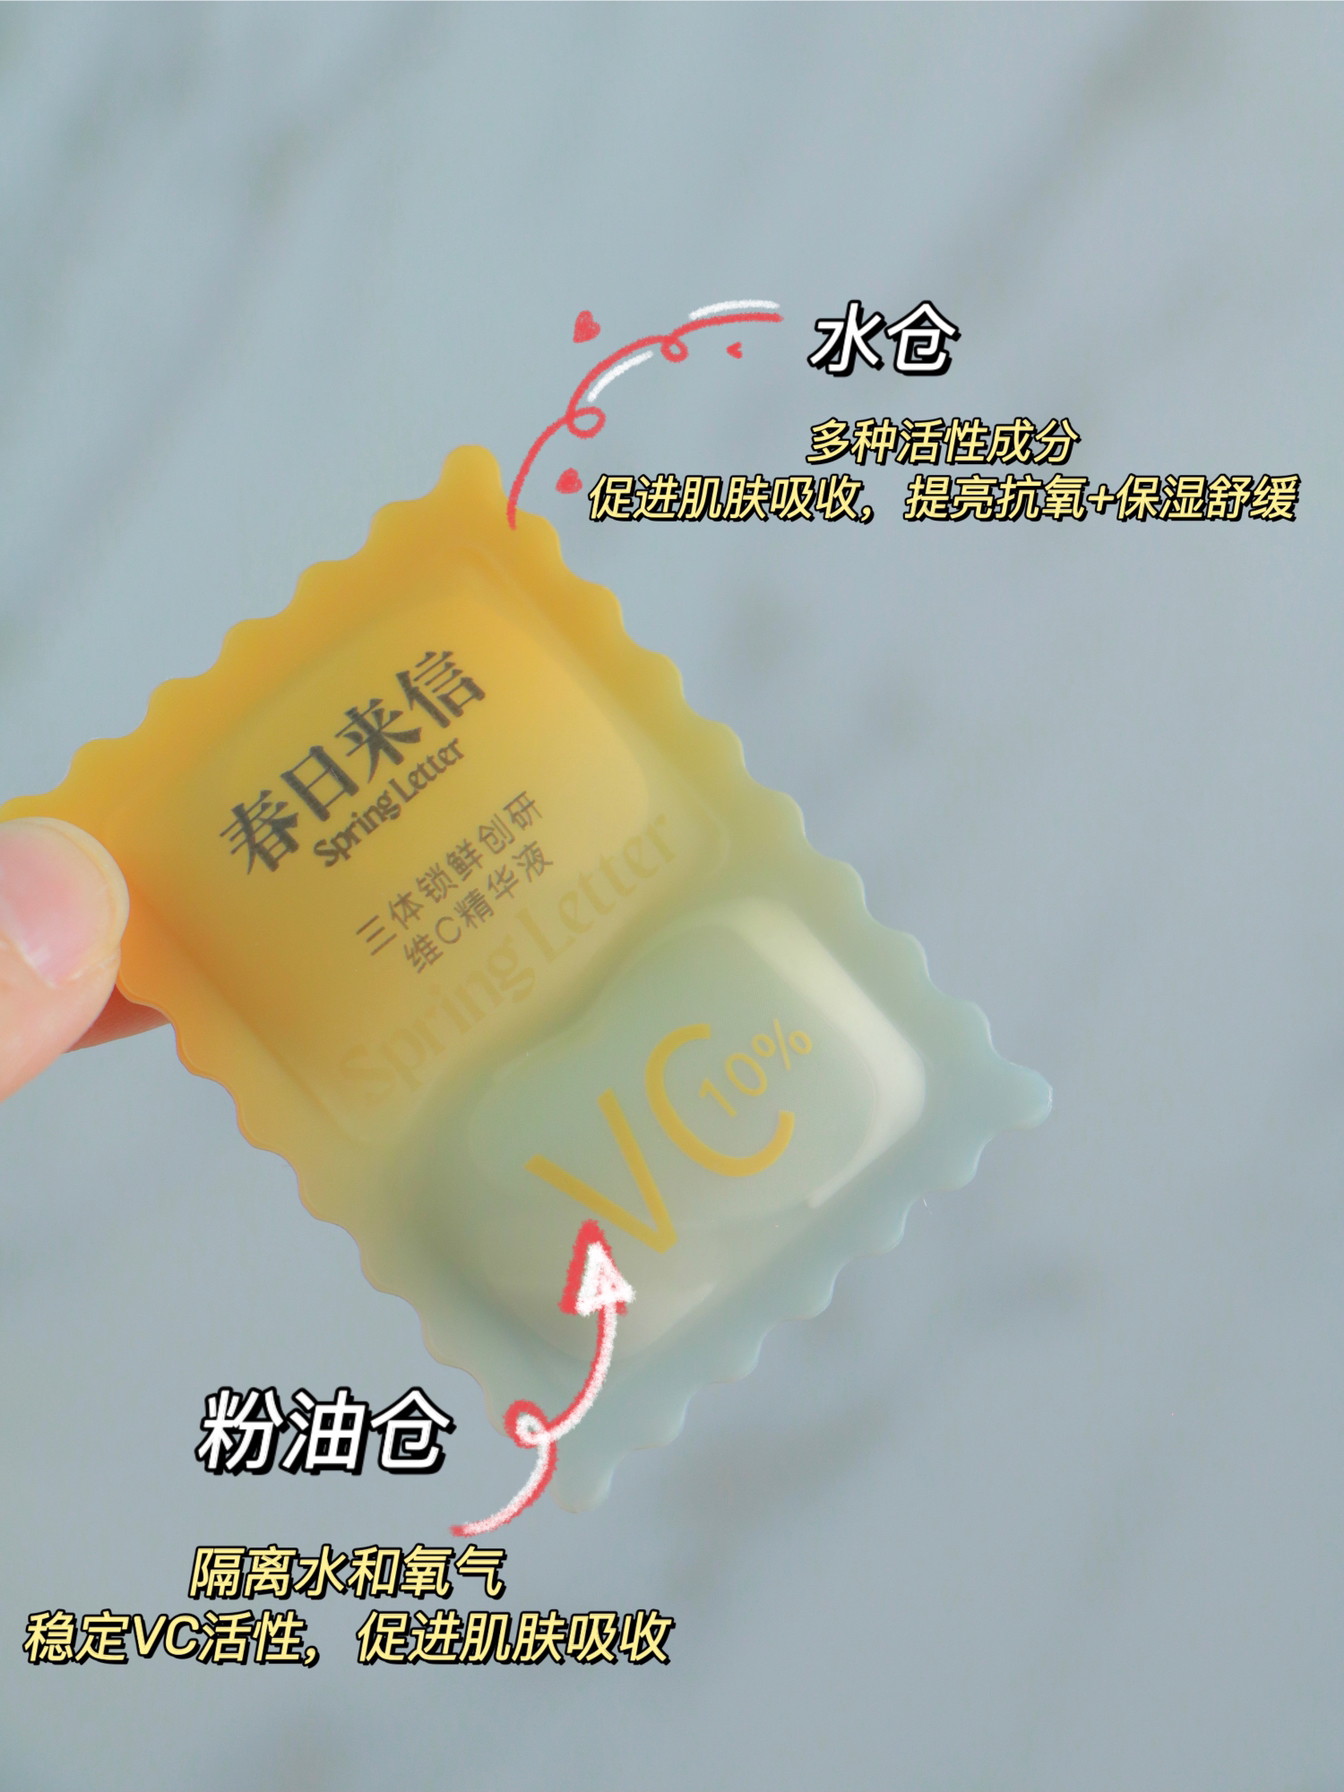 水仓
多种活性成分
促进肌肤吸收，提亮抗氧+保湿舒缓
春日来信
Spring Letter
三体锁鲜创研
维C精华液
Spring Letter
VC
10%
粉油仓
隔离水和氧气
稳定VC活性，促进肌肤吸收